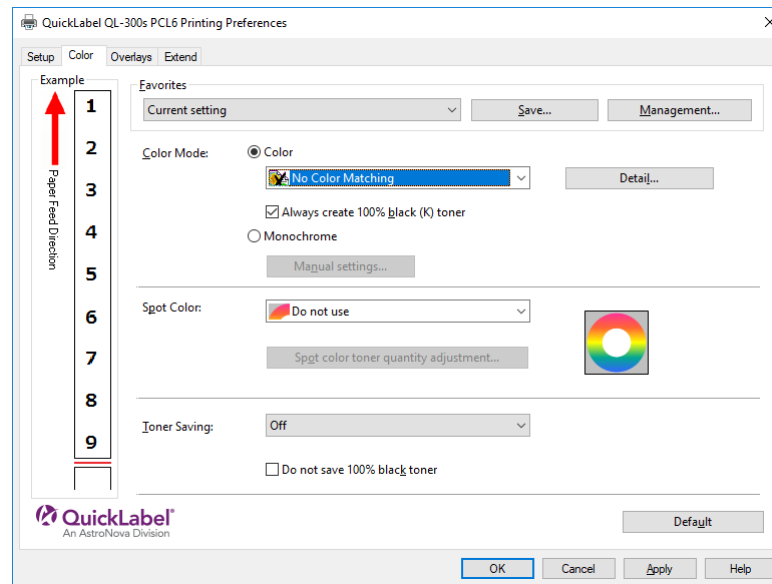 QuickLabel QL-300s PCL6 Printing Preferences
Setup Color Overlays Extend
Example
Paper Feed Direction
1
2
3
4
5
6
7
8
9
Favorites
Current setting Save... Management...
Color Mode: Color
No Color Matching Detail...
Always create 100% black (K) toner
Monochrome
Manual settings...
Spot Color: Do not use
Spot color toner quantity adjustment...
Toner Saving: Off
Do not save 100% black toner
QuickLabel®
An AstroNova Division
Default
OK Cancel Apply Help